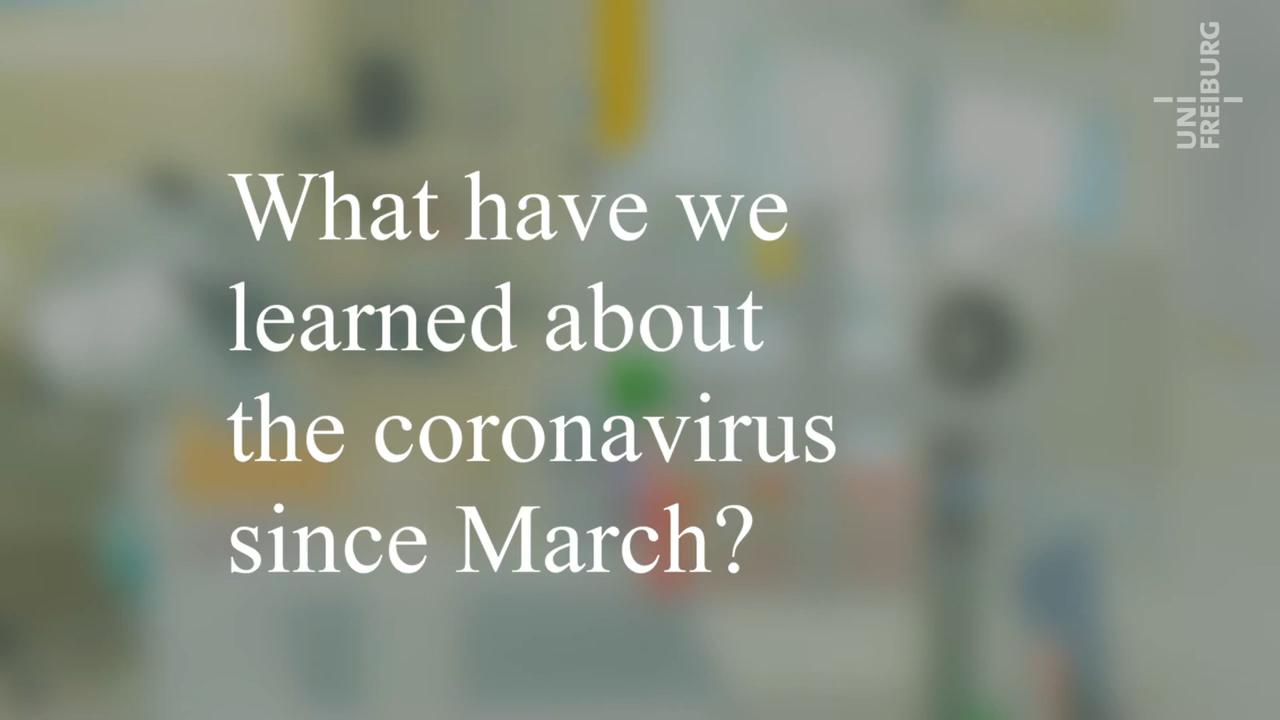 What have we
learned about
the coronavirus
since March?
UNI
FREIBURG